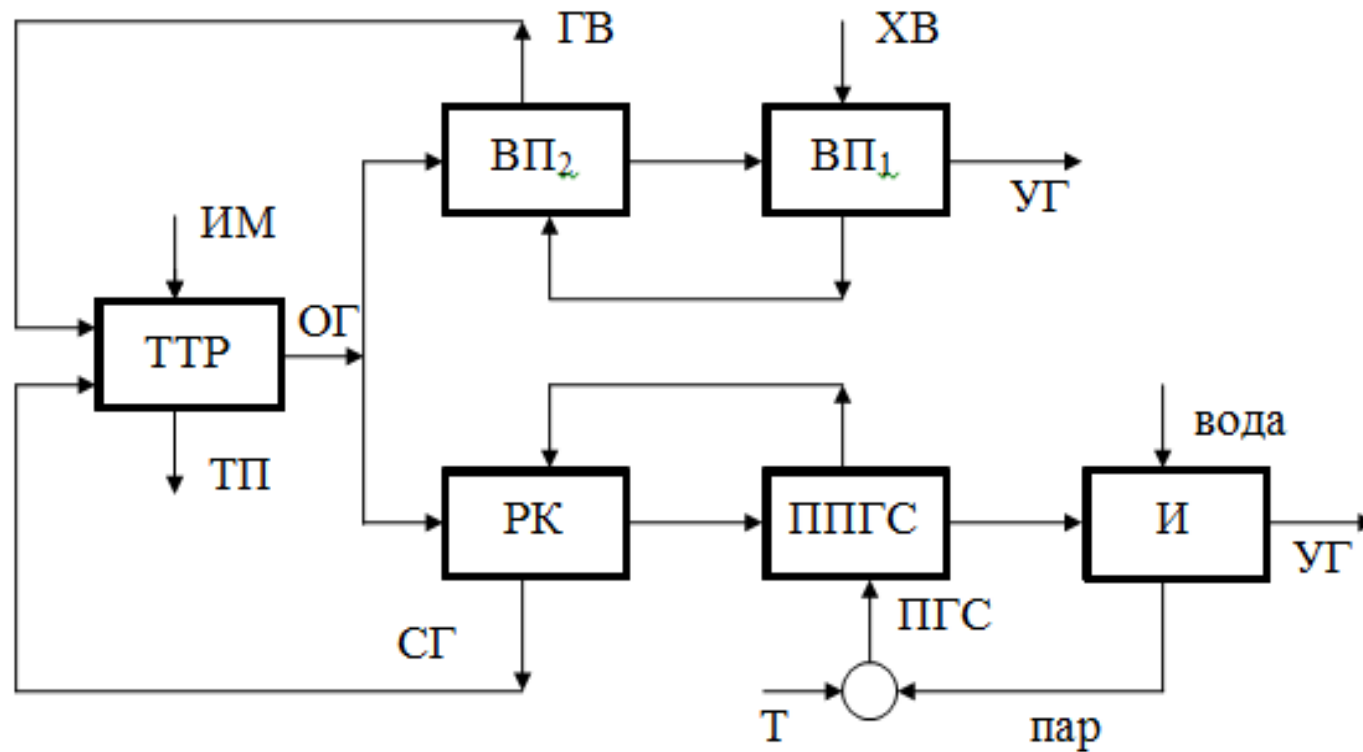 ГВ
ХВ
ВП₂
ВП₁
УГ
ИМ
ОГ
ТТР
ТП
вода
РК
ППГС
И
УГ
СГ
ПГС
Т
пар